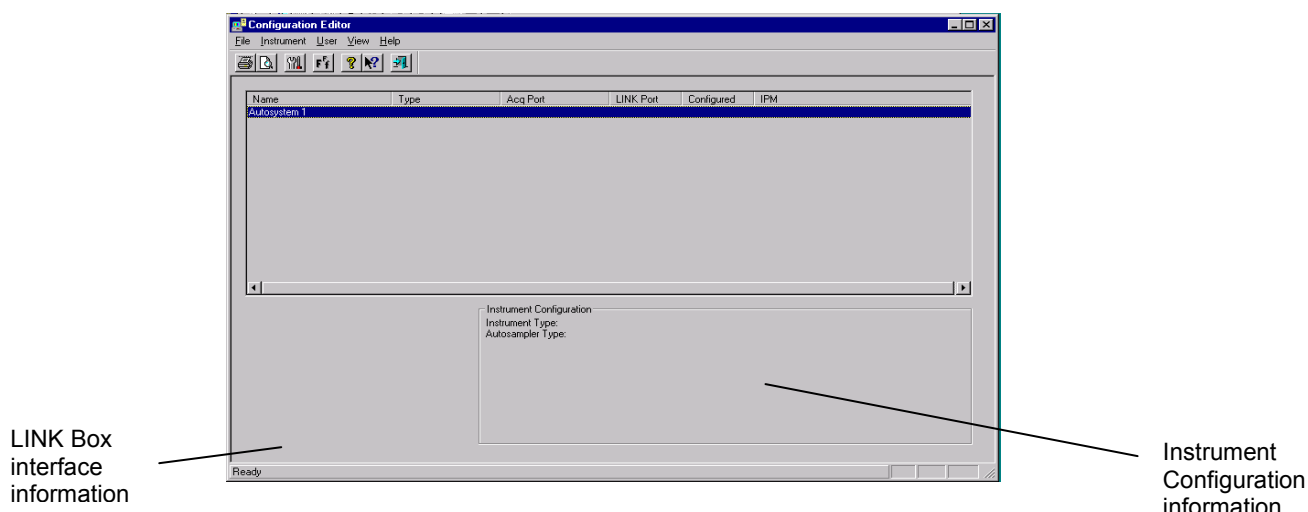 Configuration Editor
File Instrument User View Help
Name Type Acq Port LINK Port Configured IPM
Autosystem 1
Instrument Configuration
Instrument Type:
Autosampler Type:
LINK Box
interface
information
Instrument
Configuration
information
Ready